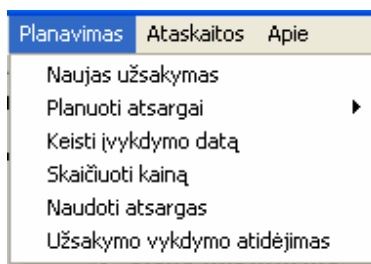 Planavimas Ataskaitos Apie
Naujas užsakymas
Planuoti atsargai
Keisti įvykdymo datą
Skaičiuoti kainą
Naudoti atsargas
Užsakymo vykdymo atidėjimas